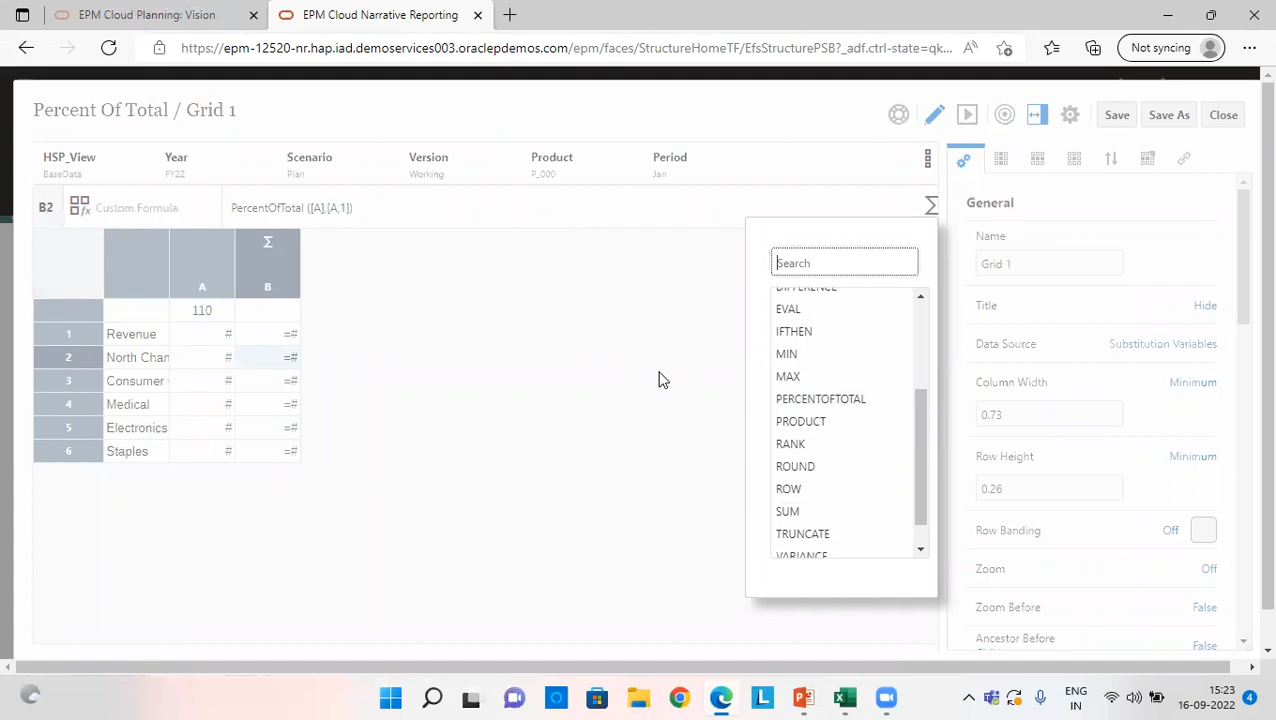 EPM Cloud Planning: Vision
EPM Cloud Narrative Reporting
https://epm-12520-nr.hap.iad.demoservices003.oraclepdemos.com/epm/faces/StructureHomeTF/EfsStructurePSB?_adf.ctrl-state=qk...
Not syncing
Percent Of Total / Grid 1
Save
Save As
Close
HSP_View
Year
Scenario
Version
Product
Period
BaseData
FY22
Plan
Working
P_000
Jan
B2
Custom Formula
PercentOfTotal ([A],[A,1])
Σ
Σ
A
B
110
1 Revenue # =#
2 North Chan # =#
3 Consumer # =#
4 Medical # =#
5 Electronics # =#
6 Staples # =#
Search
DIFFERENCE
EVAL
IFTHEN
MIN
MAX
PERCENTOFTOTAL
PRODUCT
RANK
ROUND
ROW
SUM
TRUNCATE
VARIANCE
General
Name
Grid 1
Title
Hide
Data Source
Substitution Variables
Column Width
Minimum
0.73
Row Height
Minimum
0.26
Row Banding
Off
Zoom
Off
Zoom Before
False
Ancestor Before
False
ENG
IN
15:23
16-09-2022
4